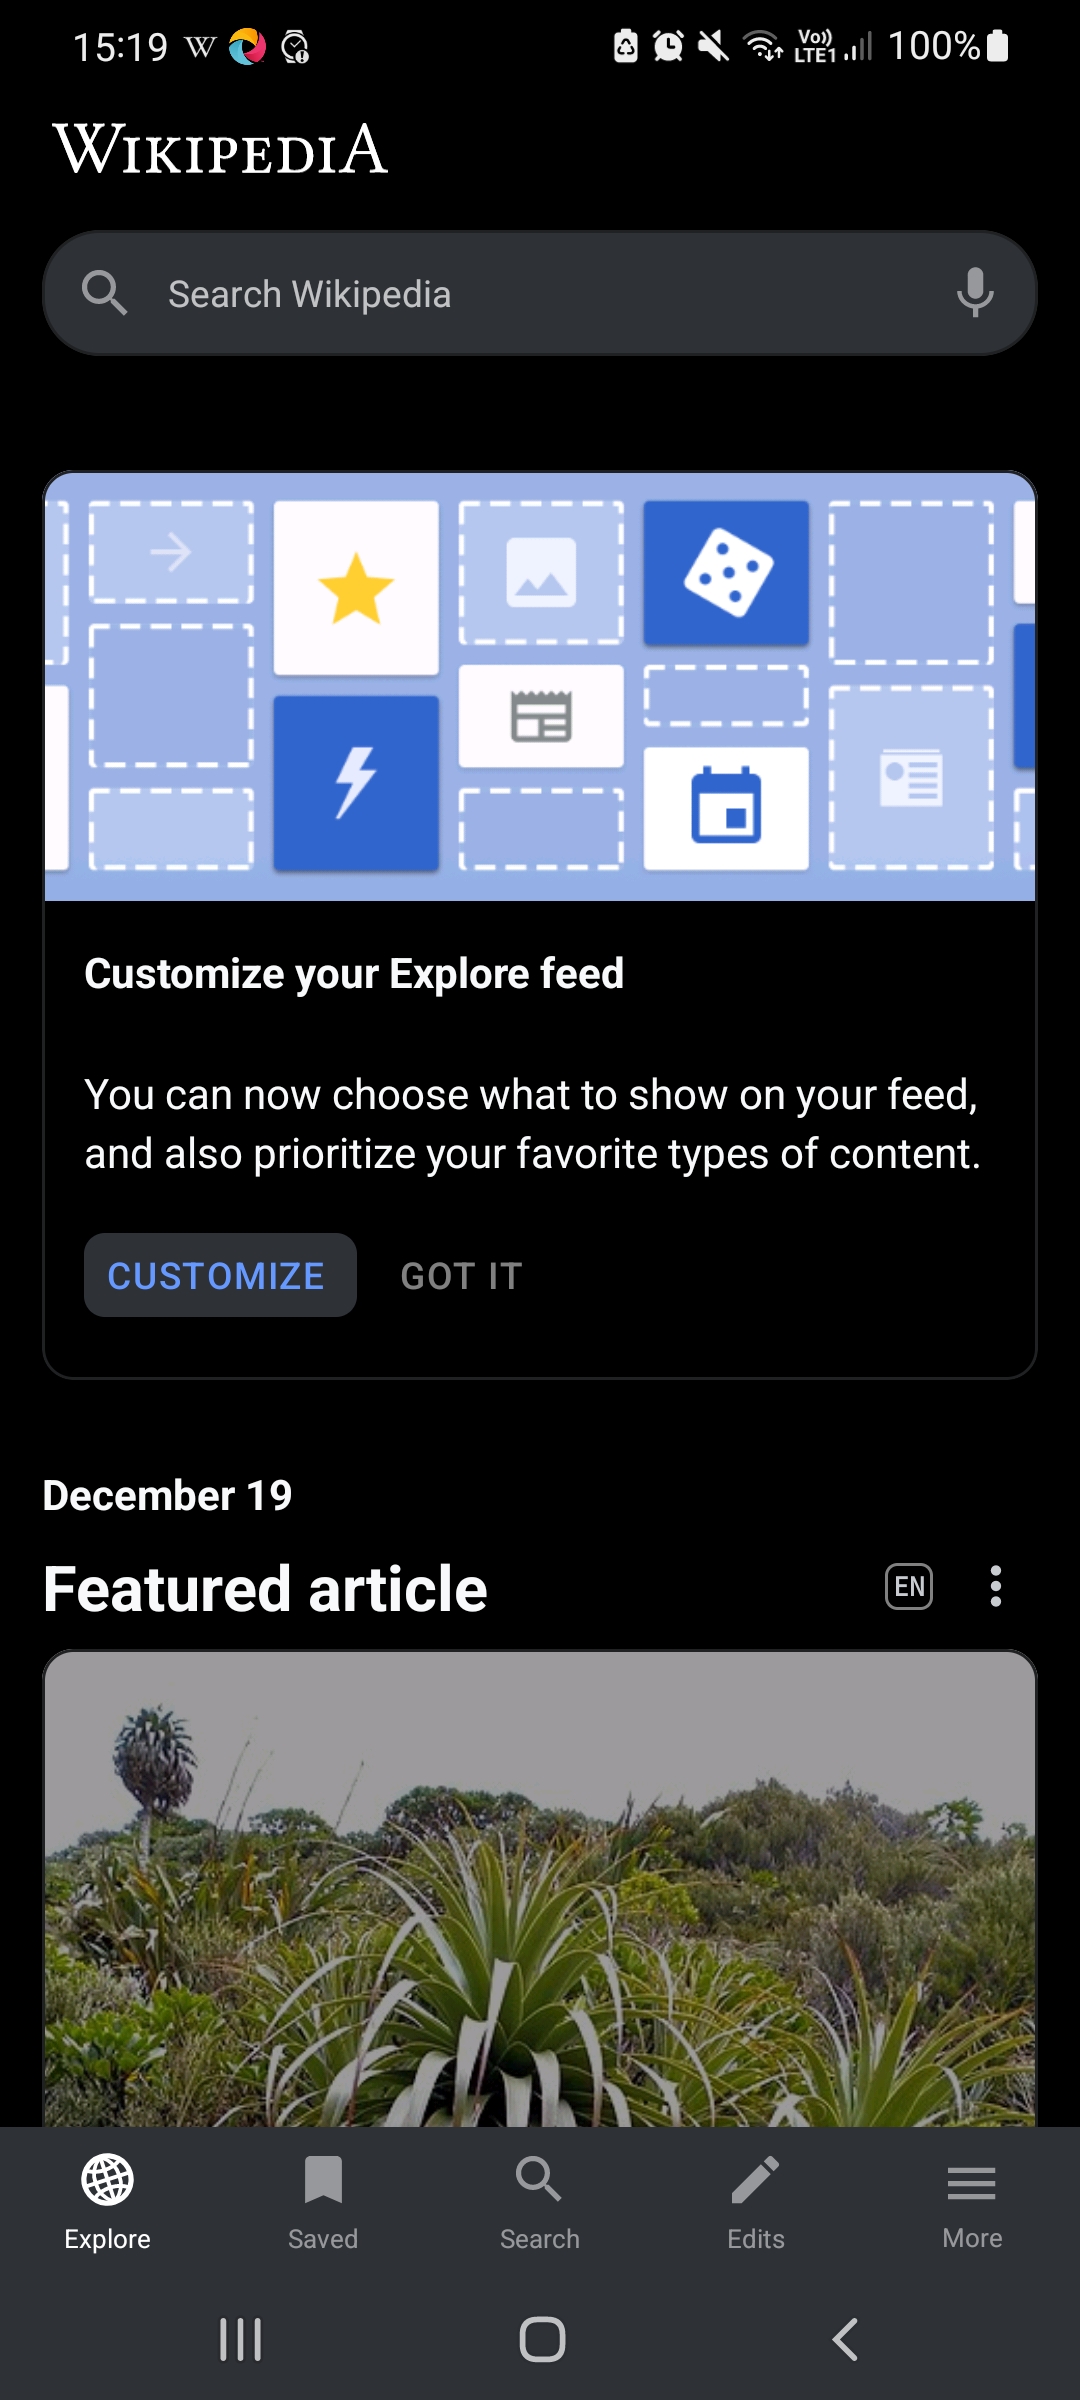 15:19 W Vo)) LTE1 100%
WIKIPEDIA
Search Wikipedia
Customize your Explore feed
You can now choose what to show on your feed,
and also prioritize your favorite types of content.
CUSTOMIZE GOT IT
December 19
Featured article EN
Explore Saved Search Edits More